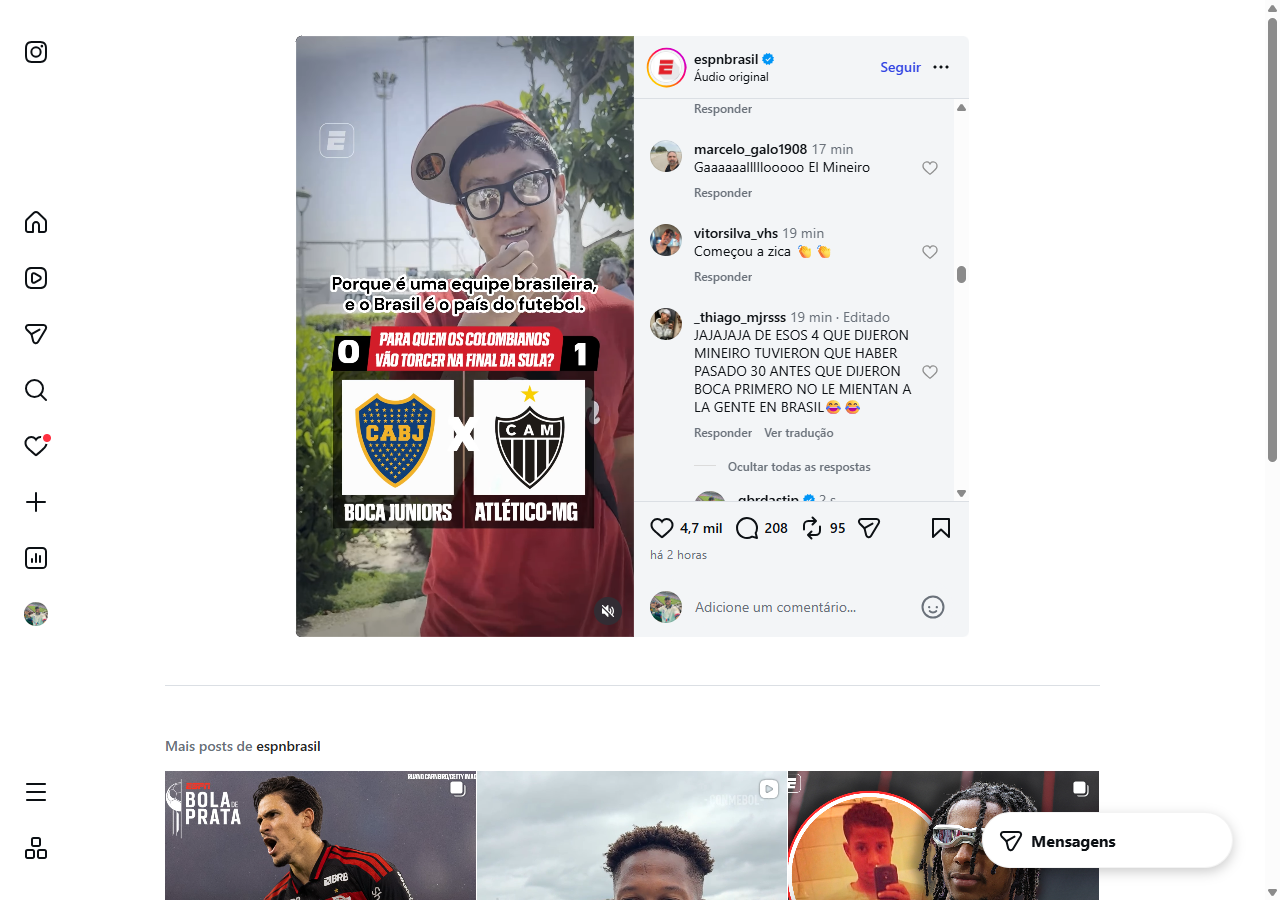 espnbrasil
Áudio original
Seguir
Responder
marcelo_galo1908 17 min
Gaaaaaallllloooo El Mineiro
Responder
vitorsilva_vhs 19 min
Começou a zica 👏 👏
Responder
_thiago_mjrsss 19 min · Editado
JAJAJAJA DE ESOS 4 QUE DIJERON
MINEIRO TUVIERON QUE HABER
PASADO 30 ANTES QUE DIJERON
BOCA PRIMERO NO LE MIENTAN A
LA GENTE EN BRASIL😂 😂
Responder Ver tradução
Ocultar todas as respostas
4,7 mil 208 95
há 2 horas
Adicione um comentário...
Porque é uma equipe brasileira,
e o Brasil é o país do futebol.
0 PARA QUEM OS COLOMBIANOS
VÃO TORCER NA FINAL DA SULA? 1
CABJ X CAM
BOCA JUNIORS ATLÉTICO-MG
Mais posts de espnbrasil
BOLA DE
PRATA
BRB
Mensagens